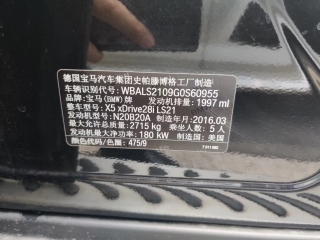 德国宝马汽车集团史帕滕博格工厂制造
车辆识别代号: WBALS2109G0S60955
品牌: 宝马(BMW)牌 发动机排量: 1997 ml
型号: X5 xDrive28i LS21
发动机型号: N20B20A 制造年月: 2016.03
最大允许总质量: 2715 kg 乘坐人数: 5 人
发动机最大净功率: 180 kW 制造国: 美国
颜色代码/色圈: 475/9